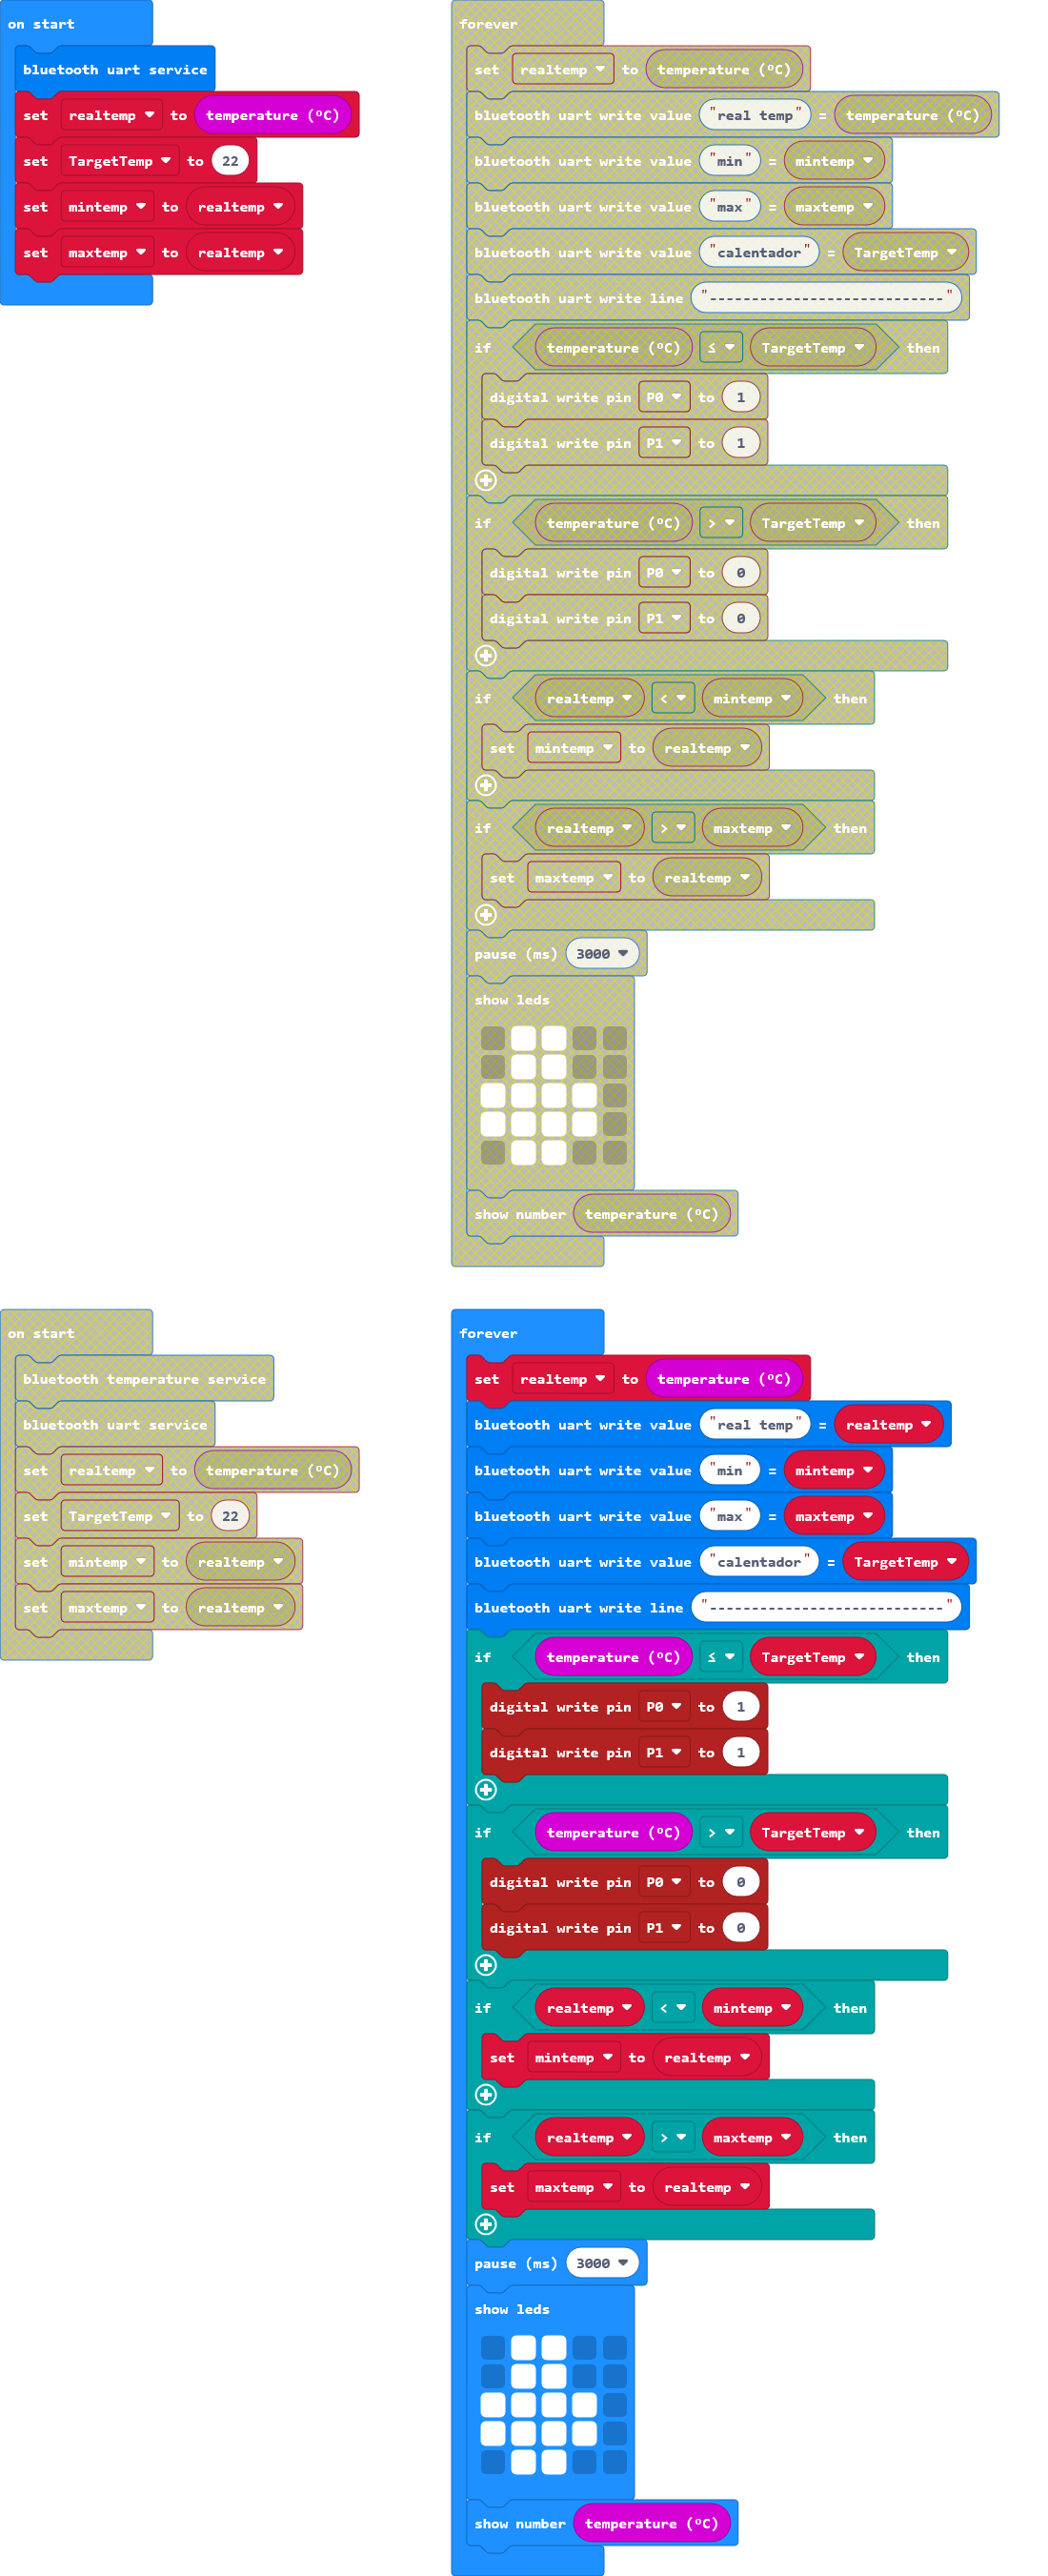 on start
bluetooth uart service
set realtemp to temperature (ºC)
set TargetTemp to 22
set mintemp to realtemp
set maxtemp to realtemp
forever
set realtemp to temperature (ºC)
bluetooth uart write value "real temp" = temperature (ºC)
bluetooth uart write value "min" = mintemp
bluetooth uart write value "max" = maxtemp
bluetooth uart write value "calentador" = TargetTemp
bluetooth uart write line "----------------------------"
if temperature (ºC) ≤ TargetTemp then
digital write pin P0 to 1
digital write pin P1 to 1
if temperature (ºC) > TargetTemp then
digital write pin P0 to 0
digital write pin P1 to 0
if realtemp < mintemp then
set mintemp to realtemp
if realtemp > maxtemp then
set maxtemp to realtemp
pause (ms) 3000
show leds
show number temperature (ºC)
on start
bluetooth temperature service
bluetooth uart service
set realtemp to temperature (ºC)
set TargetTemp to 22
set mintemp to realtemp
set maxtemp to realtemp
forever
set realtemp to temperature (ºC)
bluetooth uart write value "real temp" = realtemp
bluetooth uart write value "min" = mintemp
bluetooth uart write value "max" = maxtemp
bluetooth uart write value "calentador" = TargetTemp
bluetooth uart write line "----------------------------"
if temperature (ºC) ≤ TargetTemp then
digital write pin P0 to 1
digital write pin P1 to 1
if temperature (ºC) > TargetTemp then
digital write pin P0 to 0
digital write pin P1 to 0
if realtemp < mintemp then
set mintemp to realtemp
if realtemp > maxtemp then
set maxtemp to realtemp
pause (ms) 3000
show leds
show number temperature (ºC)